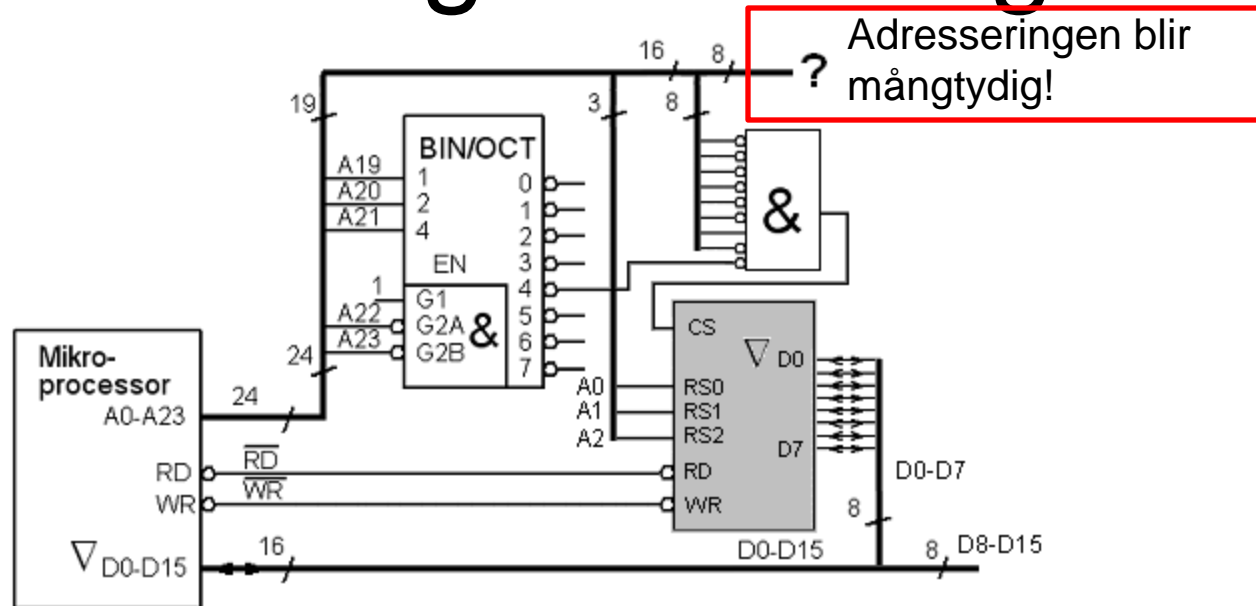 Adresseringen blir
mångtydig!
?
16 8
19
3 8
BIN/OCT
A19 1 0
A20 2 1
A21 4 2
EN 3
4
1 G1 5
A22 G2A & 6
A23 G2B 7
&
24
Mikro-
processor
A0-A23 24
CS
∇ D0
A0 RS0
A1 RS1
A2 RS2
D7
RD RD RD
WR WR WR
D0-D7
8
∇ D0-D15 16
D0-D15
8 D8-D15